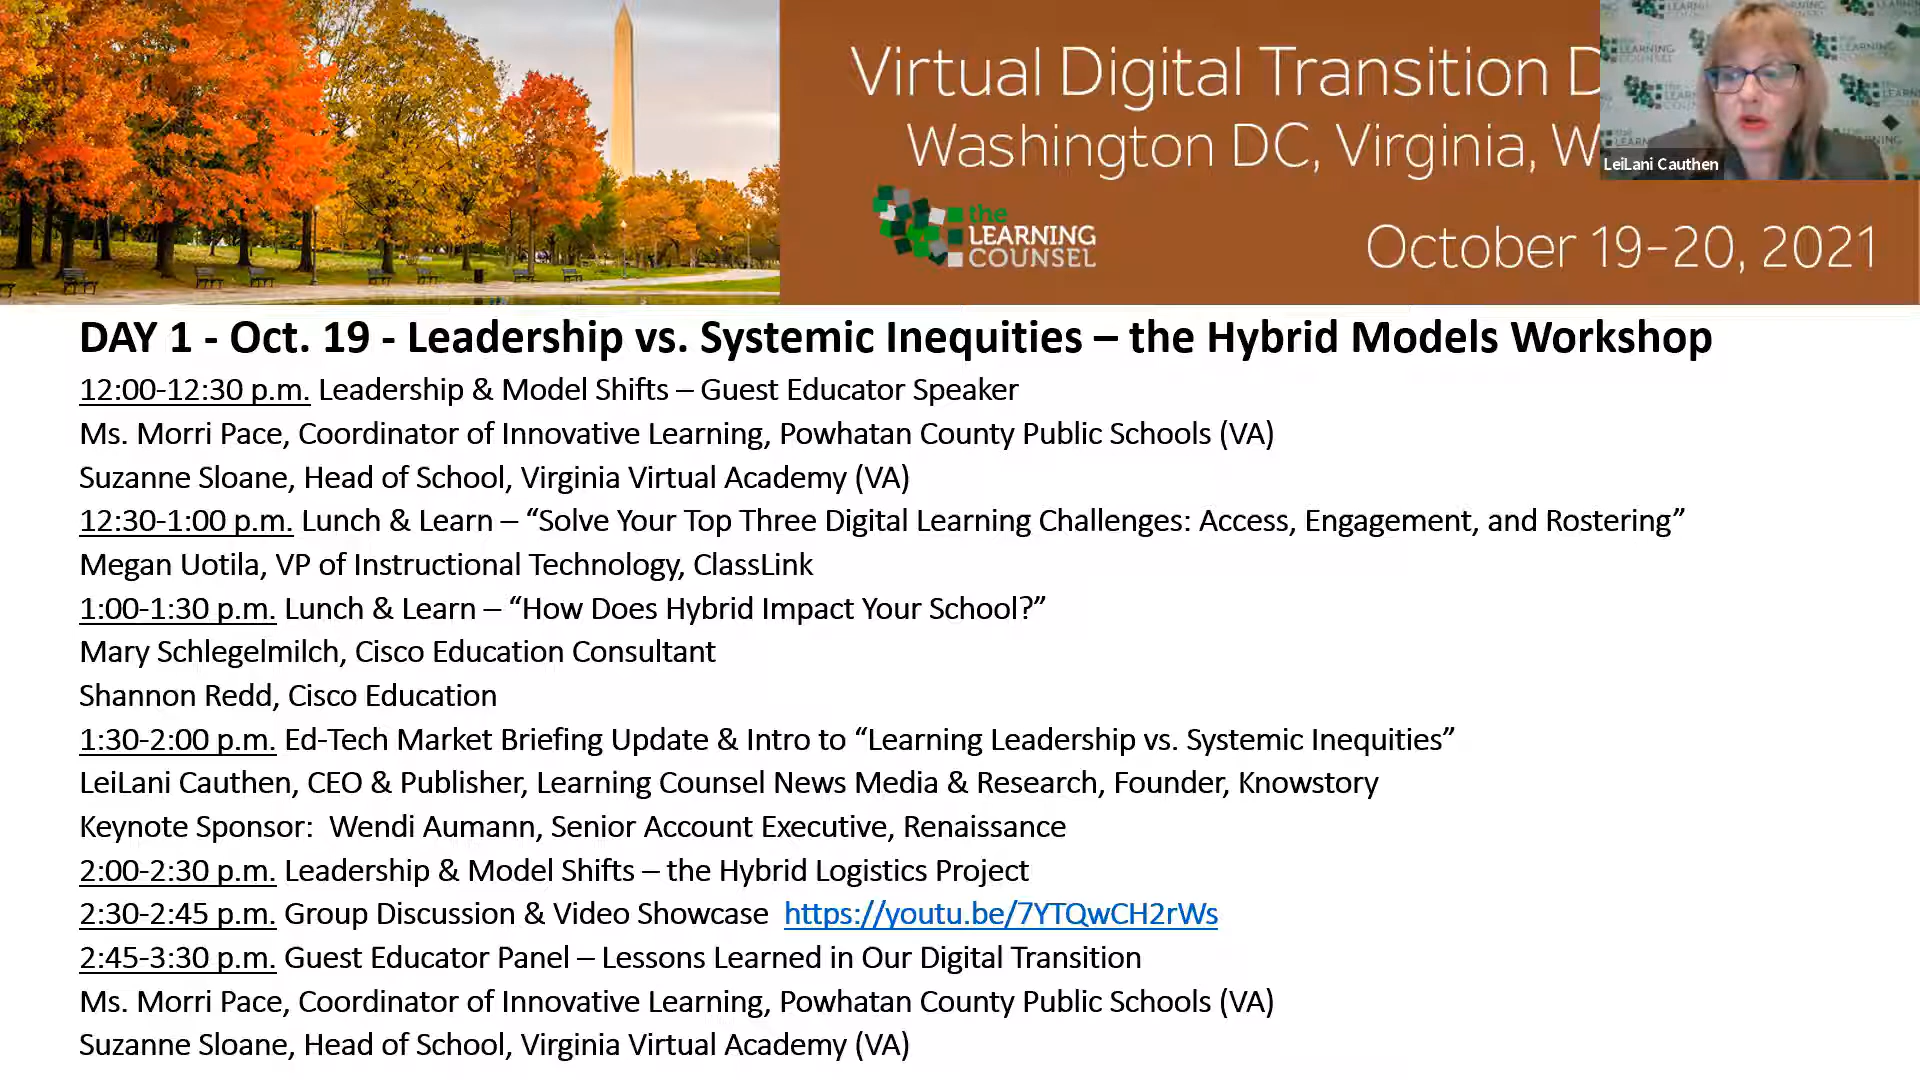 Virtual Digital Transition D
Washington DC, Virginia, W
LeiLani Cauthen
the
LEARNING
COUNSEL
October 19-20, 2021
DAY 1 - Oct. 19 - Leadership vs. Systemic Inequities – the Hybrid Models Workshop
12:00-12:30 p.m. Leadership & Model Shifts – Guest Educator Speaker
Ms. Morri Pace, Coordinator of Innovative Learning, Powhatan County Public Schools (VA)
Suzanne Sloane, Head of School, Virginia Virtual Academy (VA)
12:30-1:00 p.m. Lunch & Learn – “Solve Your Top Three Digital Learning Challenges: Access, Engagement, and Rostering”
Megan Uotila, VP of Instructional Technology, ClassLink
1:00-1:30 p.m. Lunch & Learn – “How Does Hybrid Impact Your School?”
Mary Schlegelmilch, Cisco Education Consultant
Shannon Redd, Cisco Education
1:30-2:00 p.m. Ed-Tech Market Briefing Update & Intro to “Learning Leadership vs. Systemic Inequities”
LeiLani Cauthen, CEO & Publisher, Learning Counsel News Media & Research, Founder, Knowstory
Keynote Sponsor:  Wendi Aumann, Senior Account Executive, Renaissance
2:00-2:30 p.m. Leadership & Model Shifts – the Hybrid Logistics Project
2:30-2:45 p.m. Group Discussion & Video Showcase  https://youtu.be/7YTQwCH2rWs
2:45-3:30 p.m. Guest Educator Panel – Lessons Learned in Our Digital Transition
Ms. Morri Pace, Coordinator of Innovative Learning, Powhatan County Public Schools (VA)
Suzanne Sloane, Head of School, Virginia Virtual Academy (VA)